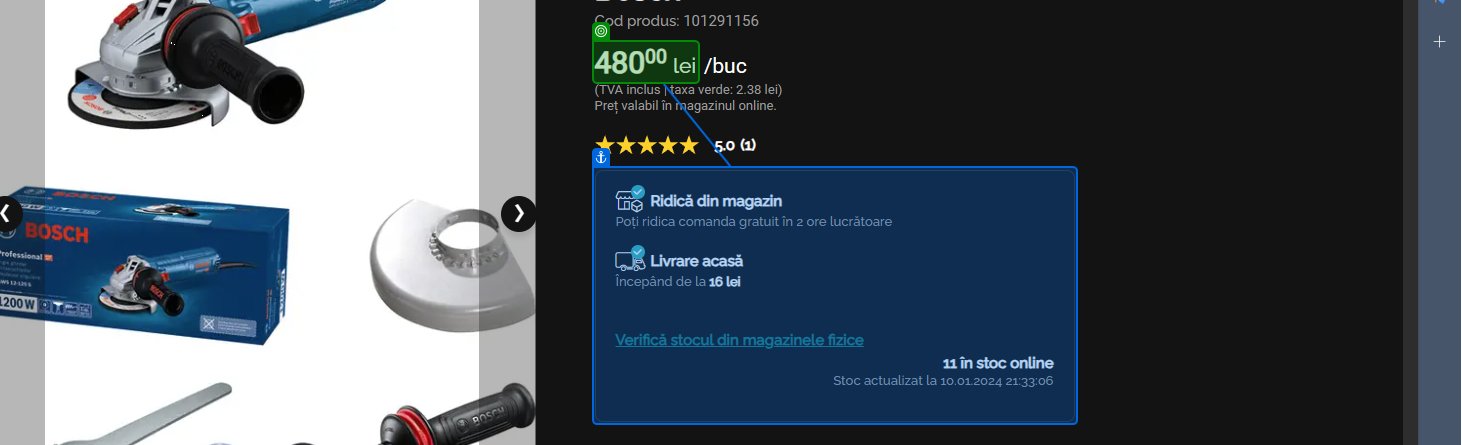 Cod produs: 101291156
480⁰⁰ lei /buc
(TVA inclus | taxa verde: 2.38 lei)
Preț valabil în magazinul online.
5.0 (1)
Ridică din magazin
Poți ridica comanda gratuit în 2 ore lucrătoare
Livrare acasă
Începând de la 16 lei
Verifică stocul din magazinele fizice
11 în stoc online
Stoc actualizat la 10.01.2024 21:33:06
BOSCH
BOSCH
BOSCH
Professional
1200 W
BOSCH